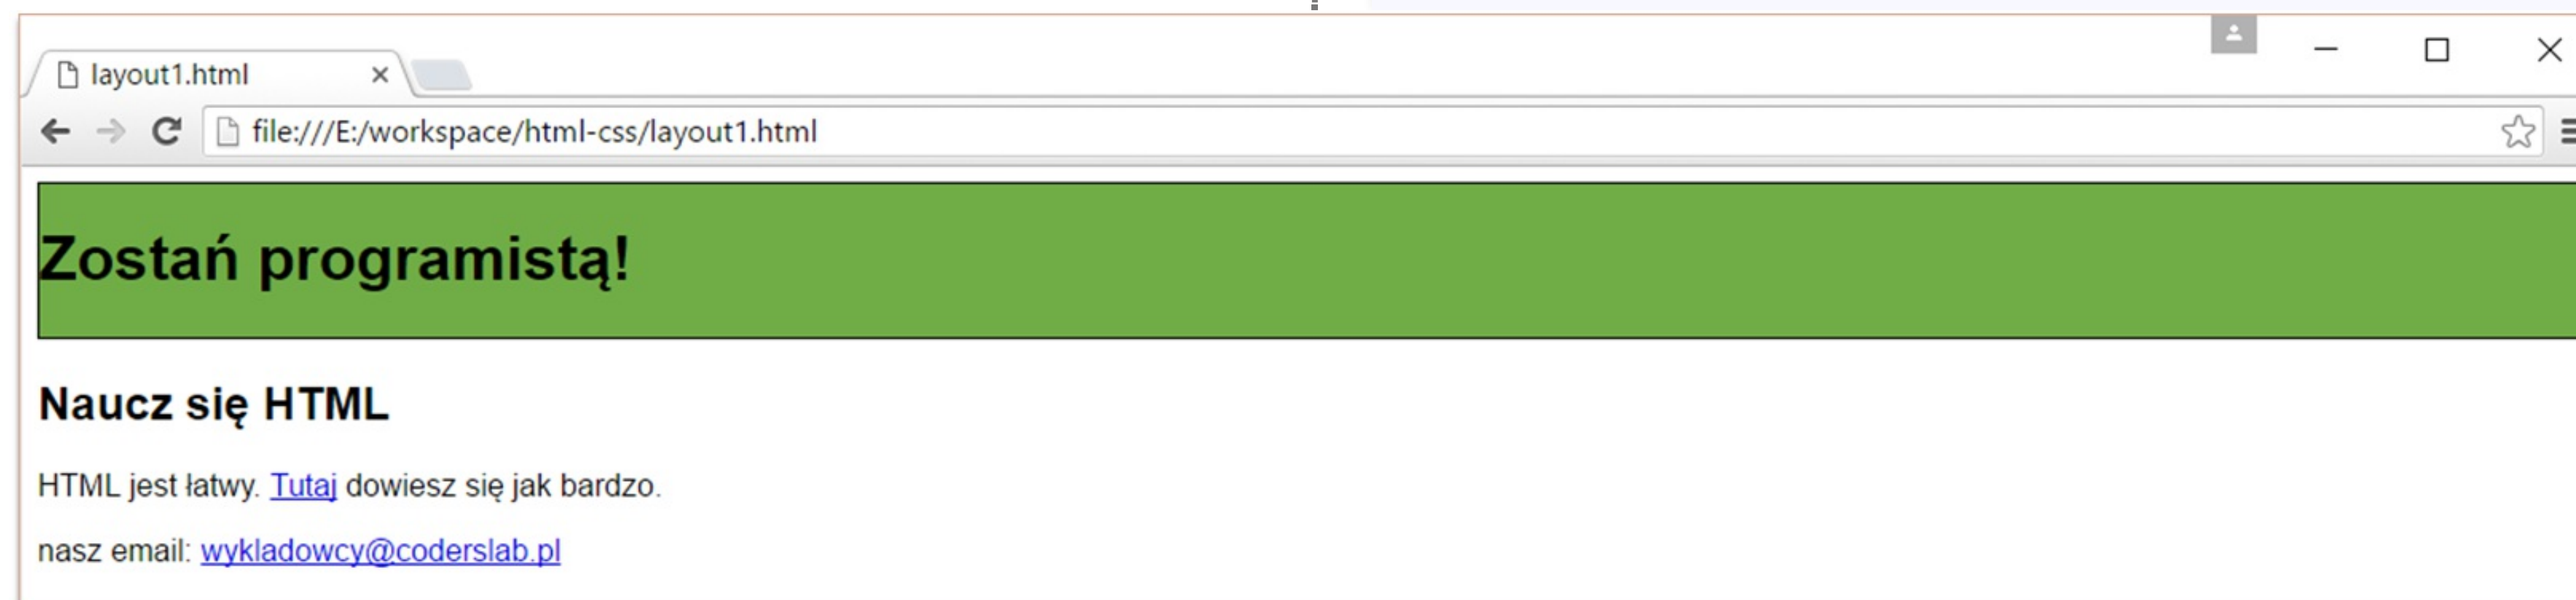 layout1.html
file:///E:/workspace/html-css/layout1.html
Zostań programistą!
Naucz się HTML
HTML jest łatwy. Tutaj dowiesz się jak bardzo.
nasz email: wykladowcy@coderslab.pl